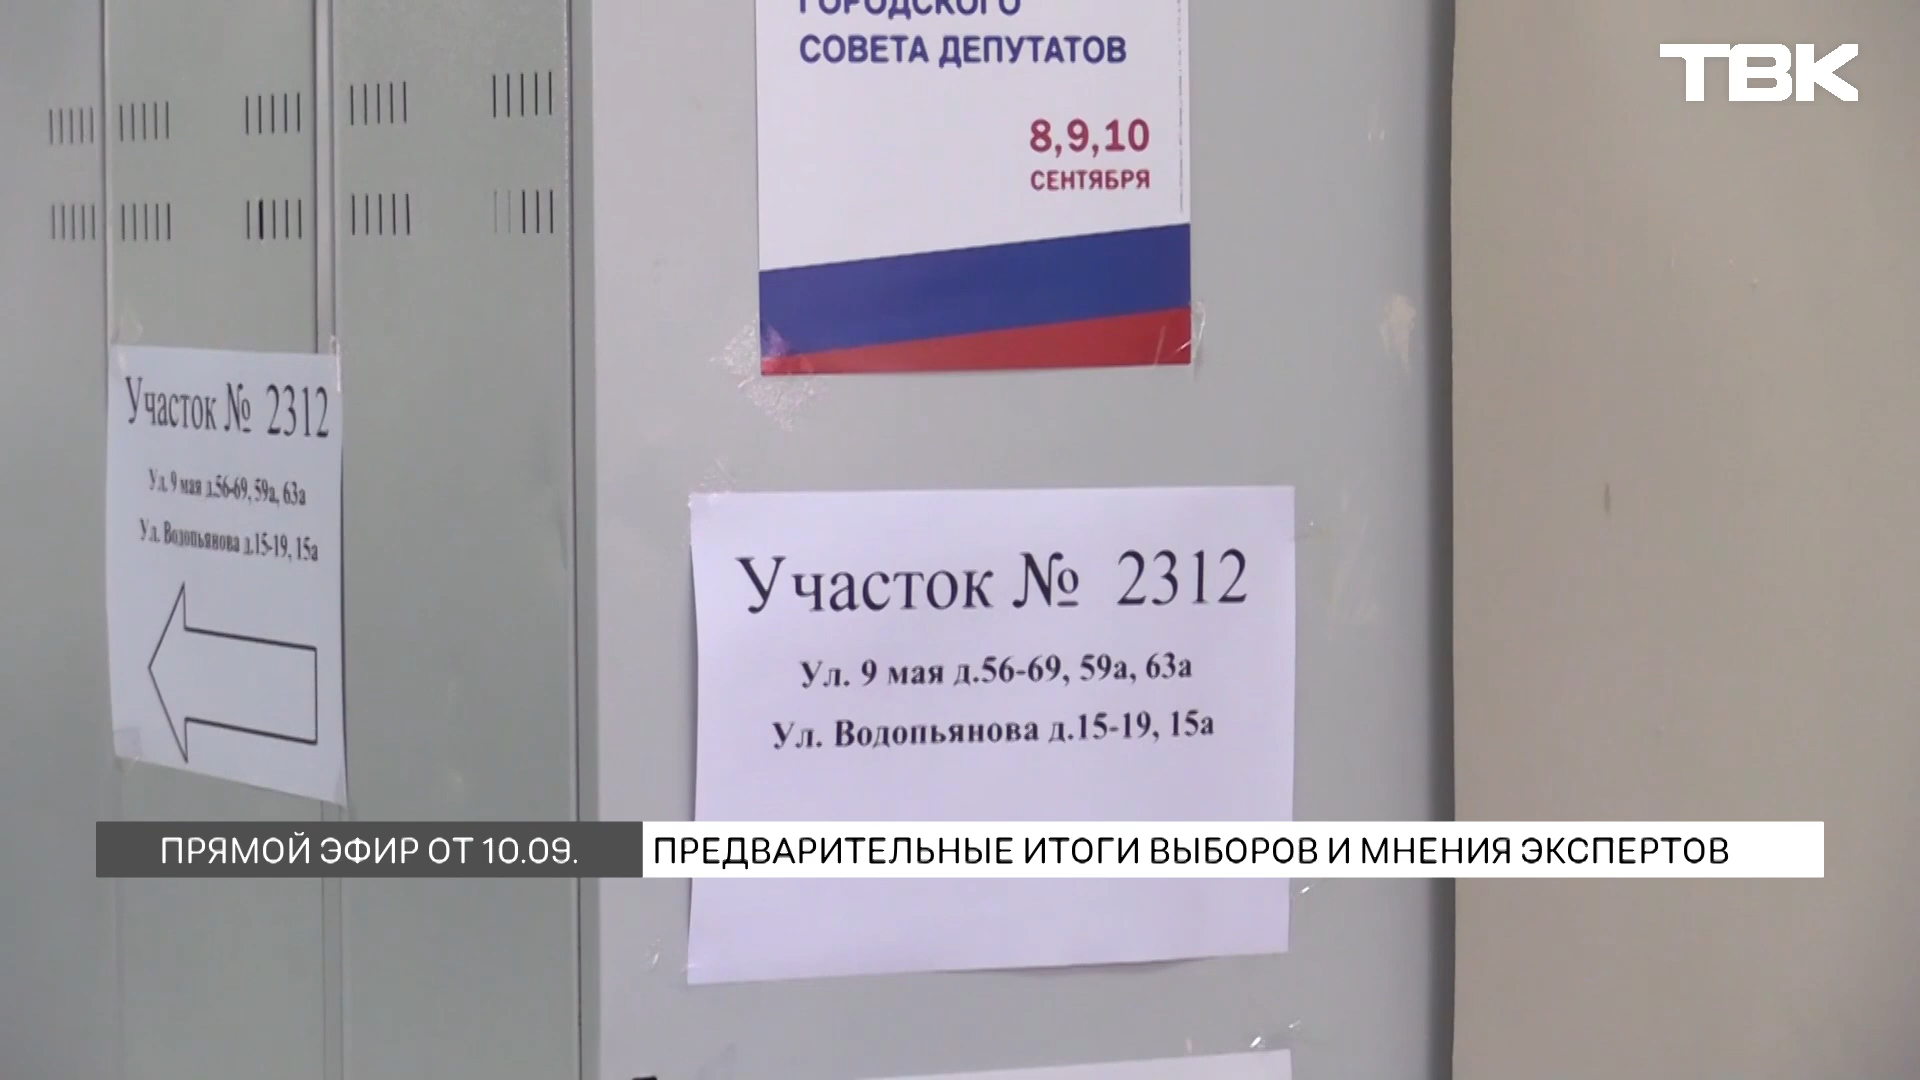 ГОРОДСКОГО
СОВЕТА ДЕПУТАТОВ
8,9,10
СЕНТЯБРЯ
ТВК
Участок № 2312
Ул. 9 мая д.56-69, 59а, 63а
Ул. Водопьянова д.15-19, 15а
Участок № 2312
Ул. 9 мая д.56-69, 59а, 63а
Ул. Водопьянова д.15-19, 15а
ПРЯМОЙ ЭФИР ОТ 10.09. ПРЕДВАРИТЕЛЬНЫЕ ИТОГИ ВЫБОРОВ И МНЕНИЯ ЭКСПЕРТОВ